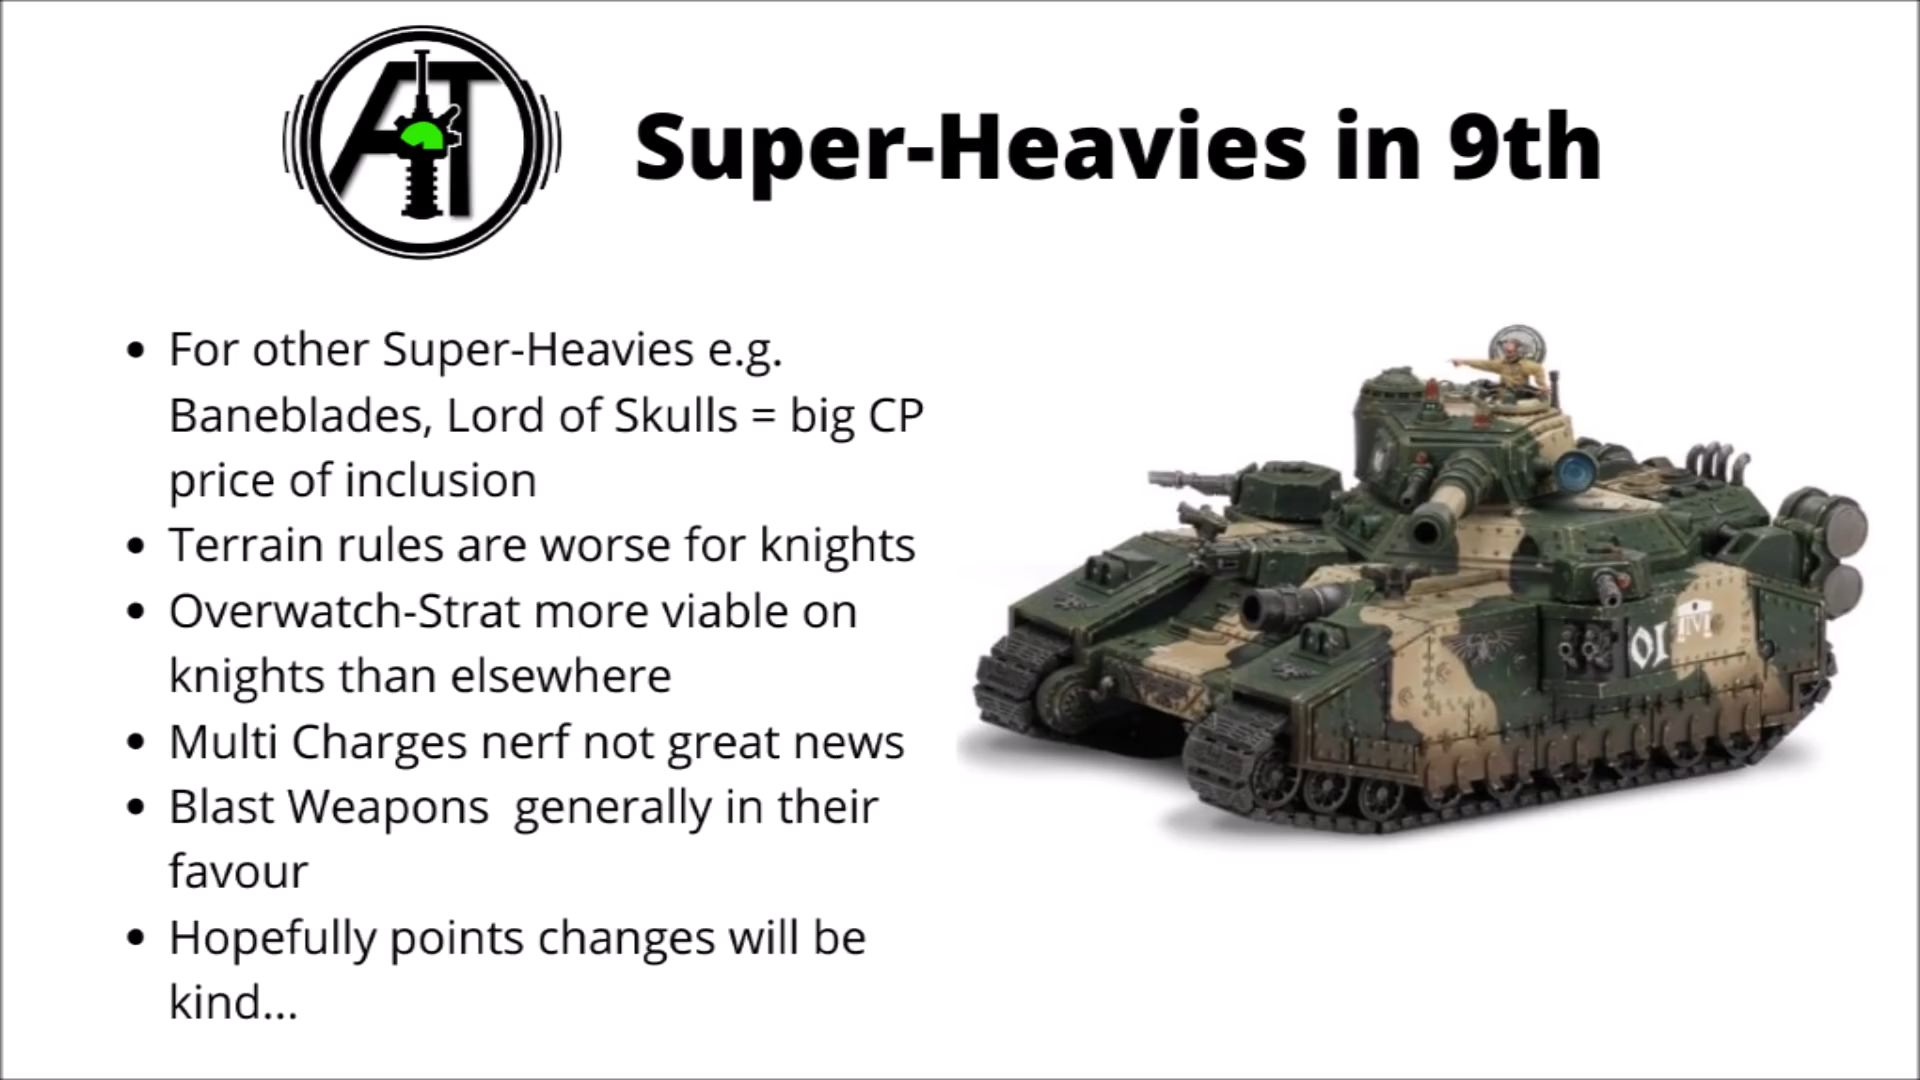 AT
Super-Heavies in 9th
• For other Super-Heavies e.g.
Baneblades, Lord of Skulls = big CP
price of inclusion
• Terrain rules are worse for knights
• Overwatch-Strat more viable on
knights than elsewhere
• Multi Charges nerf not great news
• Blast Weapons  generally in their
favour
• Hopefully points changes will be
kind...
01